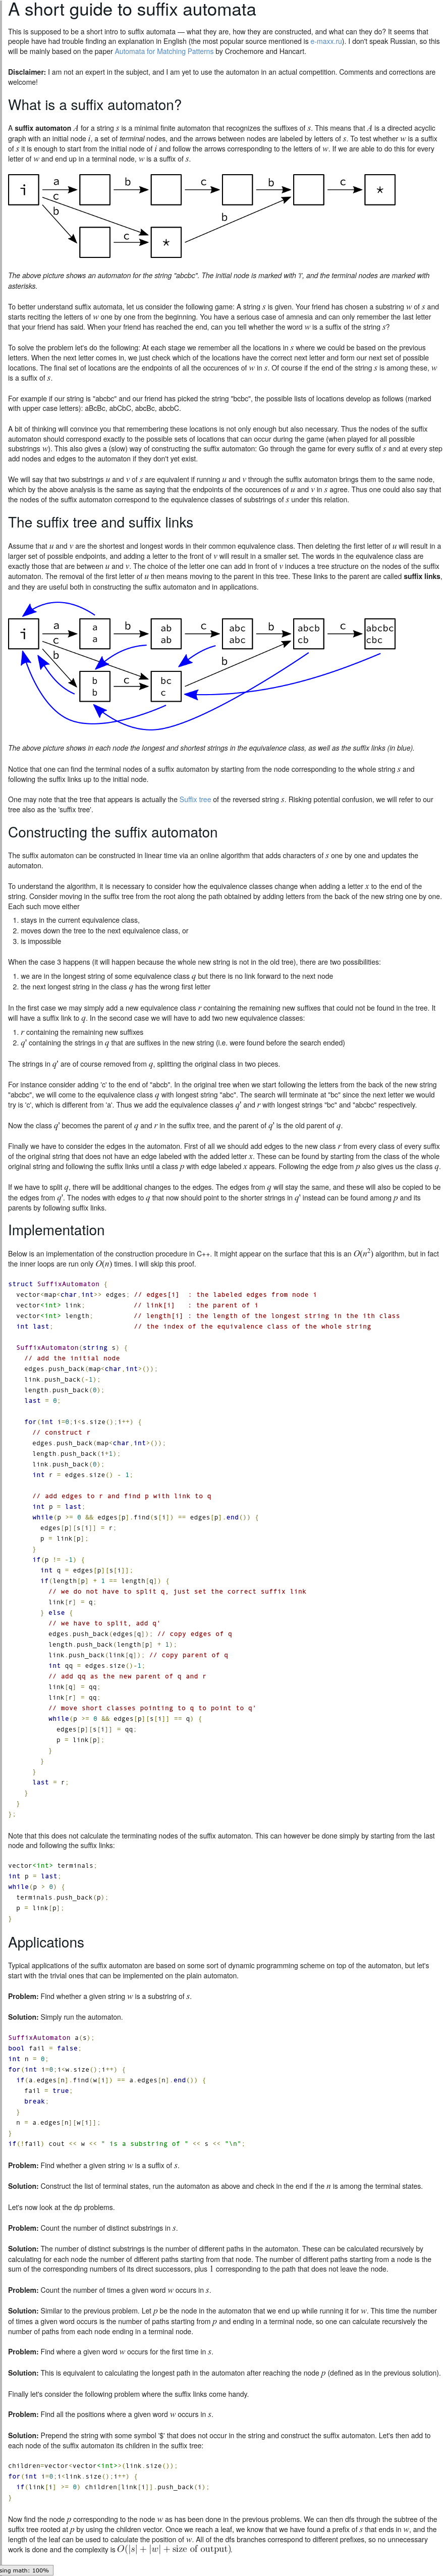 A short guide to suffix automata
This is supposed to be a short intro to suffix automata — what they are, how they are constructed, and what can they do? It seems that
people have had trouble finding an explanation in English (the most popular source mentioned is e-maxx.ru). I don't speak Russian, so this
will be mainly based on the paper Automata for Matching Patterns by Crochemore and Hancart.
Disclaimer: I am not an expert in the subject, and I am yet to use the automaton in an actual competition. Comments and corrections are
welcome!
What is a suffix automaton?
A suffix automaton A for a string s is a minimal finite automaton that recognizes the suffixes of s. This means that A is a directed acyclic
graph with an initial node i, a set of terminal nodes, and the arrows between nodes are labeled by letters of s. To test whether w is a suffix
of s it is enough to start from the initial node of i and follow the arrows corresponding to the letters of w. If we are able to do this for every
letter of w and end up in a terminal node, w is a suffix of s.
i a b c b c *
c
b
c * b
The above picture shows an automaton for the string "abcbc". The initial node is marked with 'i', and the terminal nodes are marked with
asterisks.
To better understand suffix automata, let us consider the following game: A string s is given. Your friend has chosen a substring w of s and
starts reciting the letters of w one by one from the beginning. You have a serious case of amnesia and can only remember the last letter
that your friend has said. When your friend has reached the end, can you tell whether the word w is a suffix of the string s?
To solve the problem let's do the following: At each stage we remember all the locations in s where we could be based on the previous
letters. When the next letter comes in, we just check which of the locations have the correct next letter and form our next set of possible
locations. The final set of locations are the endpoints of all the occurences of w in s. Of course if the end of the string s is among these, w
is a suffix of s.
For example if our string is "abcbc" and our friend has picked the string "bcbc", the possible lists of locations develop as follows (marked
with upper case letters): aBcBc, abCbC, abcBc, abcbC.
A bit of thinking will convince you that remembering these locations is not only enough but also necessary. Thus the nodes of the suffix
automaton should correspond exactly to the possible sets of locations that can occur during the game (when played for all possible
substrings w). This also gives a (slow) way of constructing the suffix automaton: Go through the game for every suffix of s and at every step
add nodes and edges to the automaton if they don't yet exist.
We will say that two substrings u and v of s are equivalent if running u and v through the automaton brings them to the same node,
which by the above analysis is the same as saying that the endpoints of the occurences of u and v in s agree. Thus one could also say that
the nodes of the suffix automaton correspond to the equivalence classes of substrings of s under this relation.
The suffix tree and suffix links
Assume that u and v are the shortest and longest words in their common equivalence class. Then deleting the first letter of u will result in a
larger set of possible endpoints, and adding a letter to the front of v will result in a smaller set. The words in the equivalence class are
exactly those that are between u and v. The choice of the letter one can add in front of v induces a tree structure on the nodes of the suff
automaton. The removal of the first letter of u then means moving to the parent in this tree. These links to the parent are called suffix links,
and they are useful both in constructing the suffix automaton and in applications.
i a a b ab c abc b abcb c abcbc
a ab abc cb cbc
c
b
b c bc b
b c
The above picture shows in each node the longest and shortest strings in the equivalence class, as well as the suffix links (in blue).
Notice that one can find the terminal nodes of a suffix automaton by starting from the node corresponding to the whole string s and
following the suffix links up to the initial node.
One may note that the tree that appears is actually the Suffix tree of the reversed string s. Risking potential confusion, we will refer to our
tree also as the 'suffix tree'.
Constructing the suffix automaton
The suffix automaton can be constructed in linear time via an online algorithm that adds characters of s one by one and updates the
automaton.
To understand the algorithm, it is necessary to consider how the equivalence classes change when adding a letter x to the end of the
string. Consider moving in the suffix tree from the root along the path obtained by adding letters from the back of the new string one by one.
Each such move either
1. stays in the current equivalence class,
2. moves down the tree to the next equivalence class, or
3. is impossible
When the case 3 happens (it will happen because the whole new string is not in the old tree), there are two possibilities:
1. we are in the longest string of some equivalence class q but there is no link forward to the next node
2. the next longest string in the class q has the wrong first letter
In the first case we may simply add a new equivalence class r containing the remaining new suffixes that could not be found in the tree. It
will have a suffix link to q. In the second case we will have to add two new equivalence classes:
1. r containing the remaining new suffixes
2. q' containing the strings in q that are suffixes in the new string (i.e. were found before the search ended)
The strings in q' are of course removed from q, splitting the original class in two pieces.
For instance consider adding 'c' to the end of "abcb". In the original tree when we start following the letters from the back of the new string
"abcbc", we will come to the equivalence class q with longest string "abc". The search will terminate at "bc" since the next letter we would
try is 'c', which is different from 'a'. Thus we add the equivalence classes q' and r with longest strings "bc" and "abcbc" respectively.
Now the class q' becomes the parent of q and r in the suffix tree, and the parent of q' is the old parent of q.
Finally we have to consider the edges in the automaton. First of all we should add edges to the new class r from every class of every suffix
of the original string that does not have an edge labeled with the added letter x. These can be found by starting from the class of the whole
original string and following the suffix links until a class p with edge labeled x appears. Following the edge from p also gives us the class q.
If we have to split q, there will be additional changes to the edges. The edges from q will stay the same, and these will also be copied to be
the edges from q'. The nodes with edges to q that now should point to the shorter strings in q' instead can be found among p and its
parents by following suffix links.
Implementation
Below is an implementation of the construction procedure in C++. It might appear on the surface that this is an O(n²) algorithm, but in fact
the inner loops are run only O(n) times. I will skip this proof.
struct SuffixAutomaton {
vector<map<char,int>> edges; // edges[i]  : the labeled edges from node i
vector<int> link;            // link[i]   : the parent of i
vector<int> length;          // length[i] : the length of the longest string in the ith class
int last;                    // the index of the equivalence class of the whole string
SuffixAutomaton(string s) {
// add the initial node
edges.push_back(map<char,int>());
link.push_back(-1);
length.push_back(0);
last = 0;
for(int i=0;i<s.size();i++) {
// construct r
edges.push_back(map<char,int>());
length.push_back(i+1);
link.push_back(0);
int r = edges.size() - 1;
// add edges to r and find p with link to q
int p = last;
while(p >= 0 && edges[p].find(s[i]) == edges[p].end()) {
edges[p][s[i]] = r;
p = link[p];
}
if(p != -1) {
int q = edges[p][s[i]];
if(length[p] + 1 == length[q]) {
// we do not have to split q, just set the correct suffix link
link[r] = q;
} else {
// we have to split, add q'
edges.push_back(edges[q]); // copy edges of q
length.push_back(length[p] + 1);
link.push_back(link[q]); // copy parent of q
int qq = edges.size()-1;
// add qq as the new parent of q and r
link[q] = qq;
link[r] = qq;
// move short classes pointing to q to point to q'
while(p >= 0 && edges[p][s[i]] == q) {
edges[p][s[i]] = qq;
p = link[p];
}
}
}
last = r;
}
}
};
Note that this does not calculate the terminating nodes of the suffix automaton. This can however be done simply by starting from the last
node and following the suffix links:
vector<int> terminals;
int p = last;
while(p > 0) {
terminals.push_back(p);
p = link[p];
}
Applications
Typical applications of the suffix automaton are based on some sort of dynamic programming scheme on top of the automaton, but let's
start with the trivial ones that can be implemented on the plain automaton.
Problem: Find whether a given string w is a substring of s.
Solution: Simply run the automaton.
SuffixAutomaton a(s);
bool fail = false;
int n = 0;
for(int i=0;i<w.size();i++) {
if(a.edges[n].find(w[i]) == a.edges[n].end()) {
fail = true;
break;
}
n = a.edges[n][w[i]];
}
if(!fail) cout << w << " is a substring of " << s << "\n";
Problem: Find whether a given string w is a suffix of s.
Solution: Construct the list of terminal states, run the automaton as above and check in the end if the n is among the terminal states.
Let's now look at the dp problems.
Problem: Count the number of distinct substrings in s.
Solution: The number of distinct substrings is the number of different paths in the automaton. These can be calculated recursively by
calculating for each node the number of different paths starting from that node. The number of different paths starting from a node is the
sum of the corresponding numbers of its direct successors, plus 1 corresponding to the path that does not leave the node.
Problem: Count the number of times a given word w occurs in s.
Solution: Similar to the previous problem. Let p be the node in the automaton that we end up while running it for w. This time the number
of times a given word occurs is the number of paths starting from p and ending in a terminal node, so one can calculate recursively the
number of paths from each node ending in a terminal node.
Problem: Find where a given word w occurs for the first time in s.
Solution: This is equivalent to calculating the longest path in the automaton after reaching the node p (defined as in the previous solution).
Finally let's consider the following problem where the suffix links come handy.
Problem: Find all the positions where a given word w occurs in s.
Solution: Prepend the string with some symbol '$' that does not occur in the string and construct the suffix automaton. Let's then add to
each node of the suffix automaton its children in the suffix tree:
children=vector<vector<int>>(link.size());
for(int i=0;i<link.size();i++) {
if(link[i] >= 0) children[link[i]].push_back(i);
}
Now find the node p corresponding to the node w as has been done in the previous problems. We can then dfs through the subtree of the
suffix tree rooted at p by using the children vector. Once we reach a leaf, we know that we have found a prefix of s that ends in w, and the
length of the leaf can be used to calculate the position of w. All of the dfs branches correspond to different prefixes, so no unnecessary
work is done and the complexity is O(|s| + |w| + size of output).
sing math: 100%